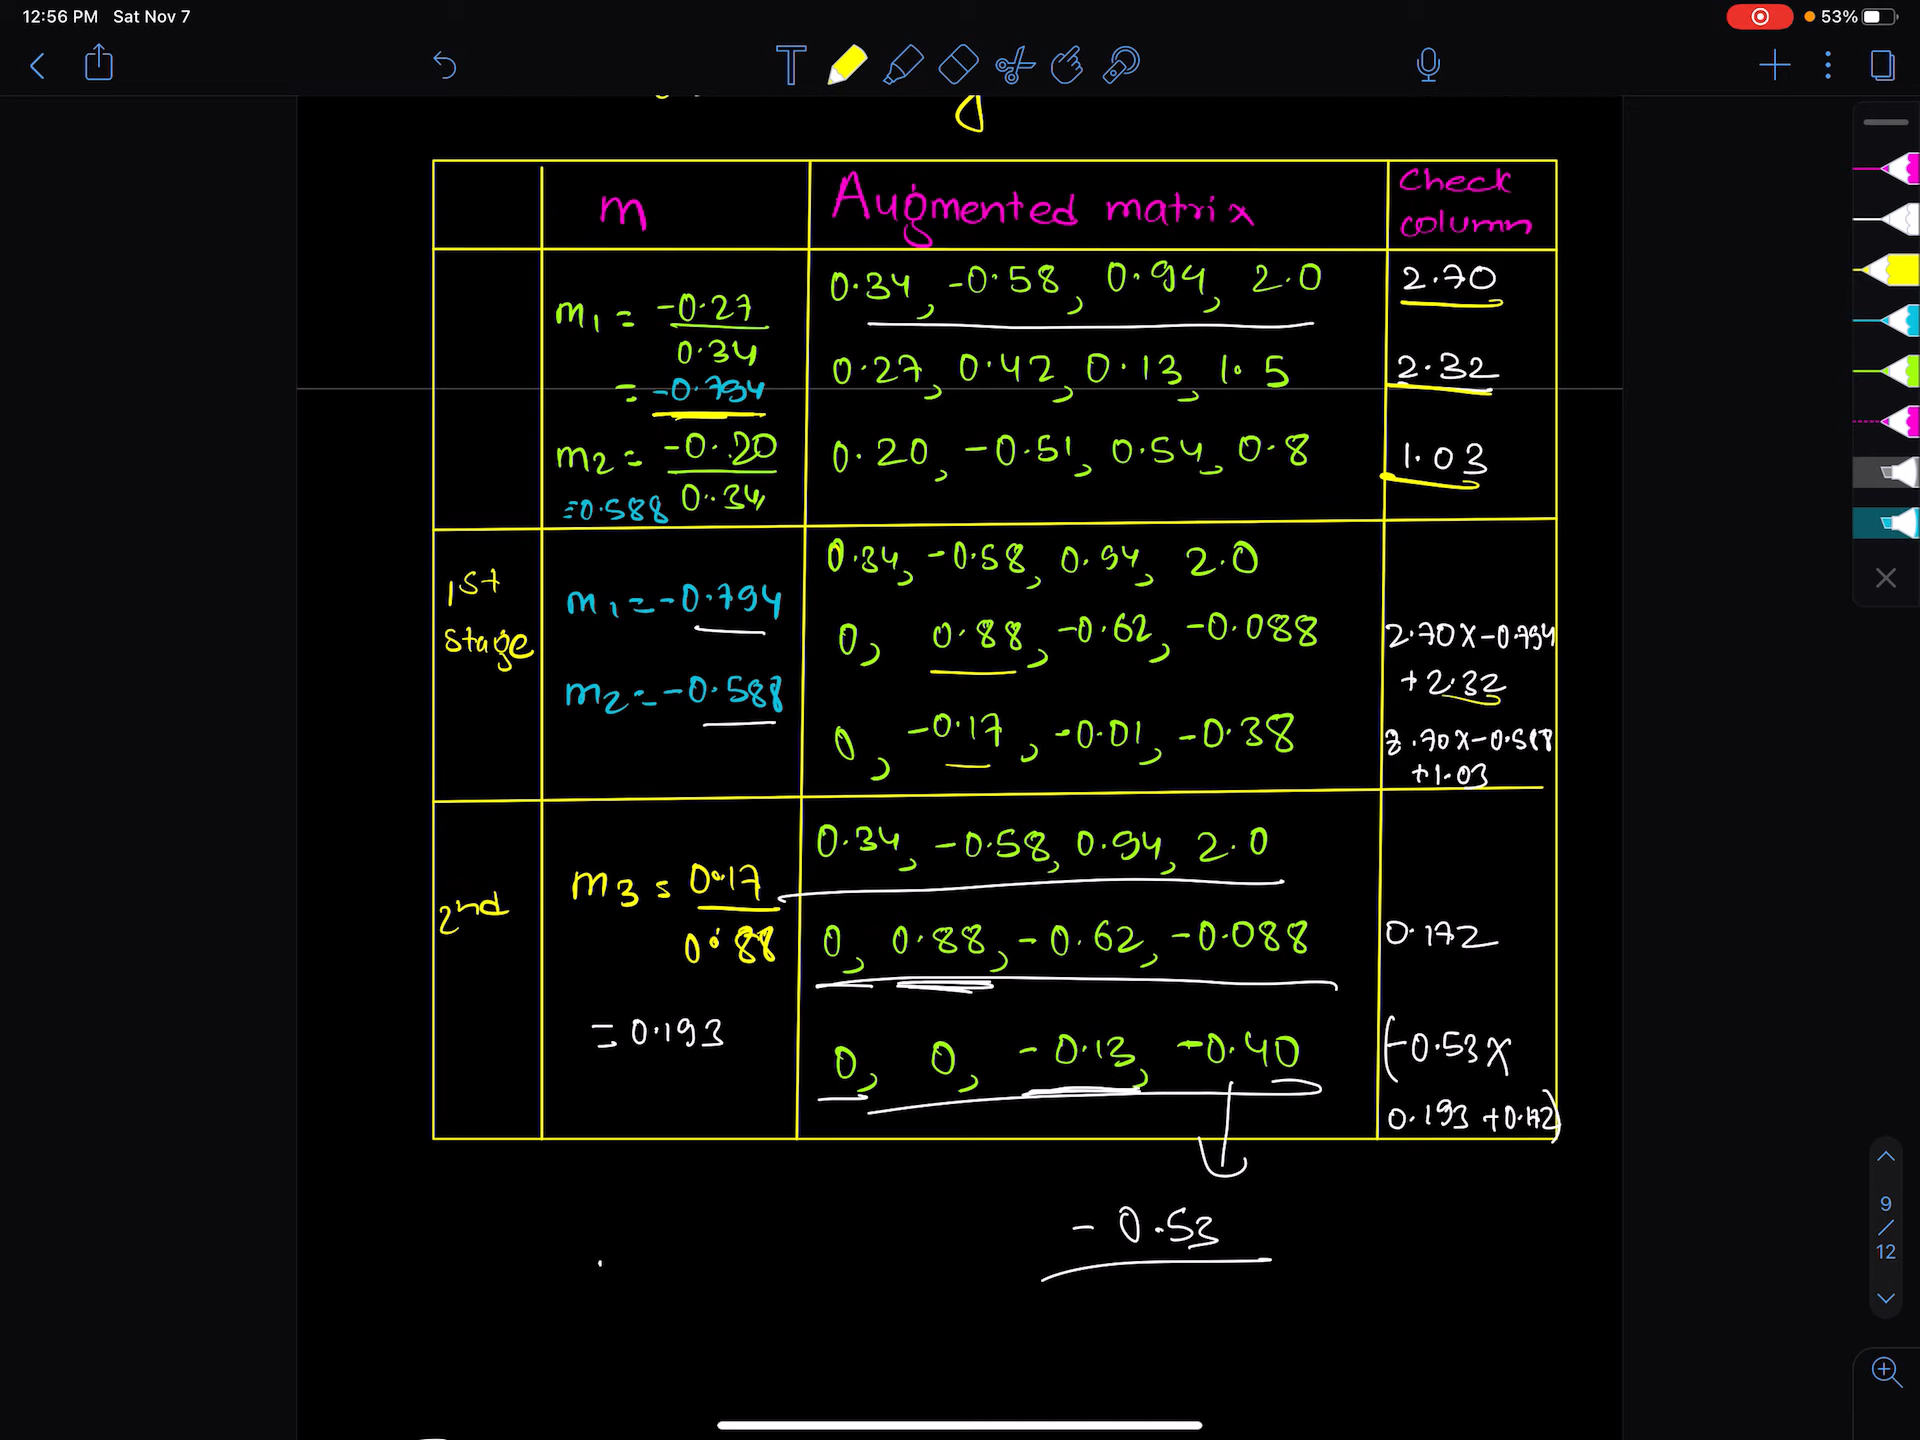 12:56 PM Sat Nov 7
53%
m
Augmented matrix
Check
column
m1 = -0.27
0.34
= -0.794
m2 = -0.20
0.34
=0.588
0.34, -0.58, 0.94, 2.0
0.27, 0.42, 0.13, 1.5
0.20, -0.51, 0.54, 0.8
2.70
2.32
1.03
1st
stage
m1 = -0.794
m2 = -0.588
0.34, -0.58, 0.94, 2.0
0, 0.88, -0.62, -0.088
0, -0.17, -0.01, -0.38
2.70 x -0.794
+ 2.32
2.70 x -0.588
+1.03
2nd
m3 = 0.17
0.88
= 0.193
0.34, -0.58, 0.94, 2.0
0, 0.88, -0.62, -0.088
0, 0, -0.13, -0.40
0.172
(-0.53 x
0.193 + 0.172)
- 0.53
9
/
12